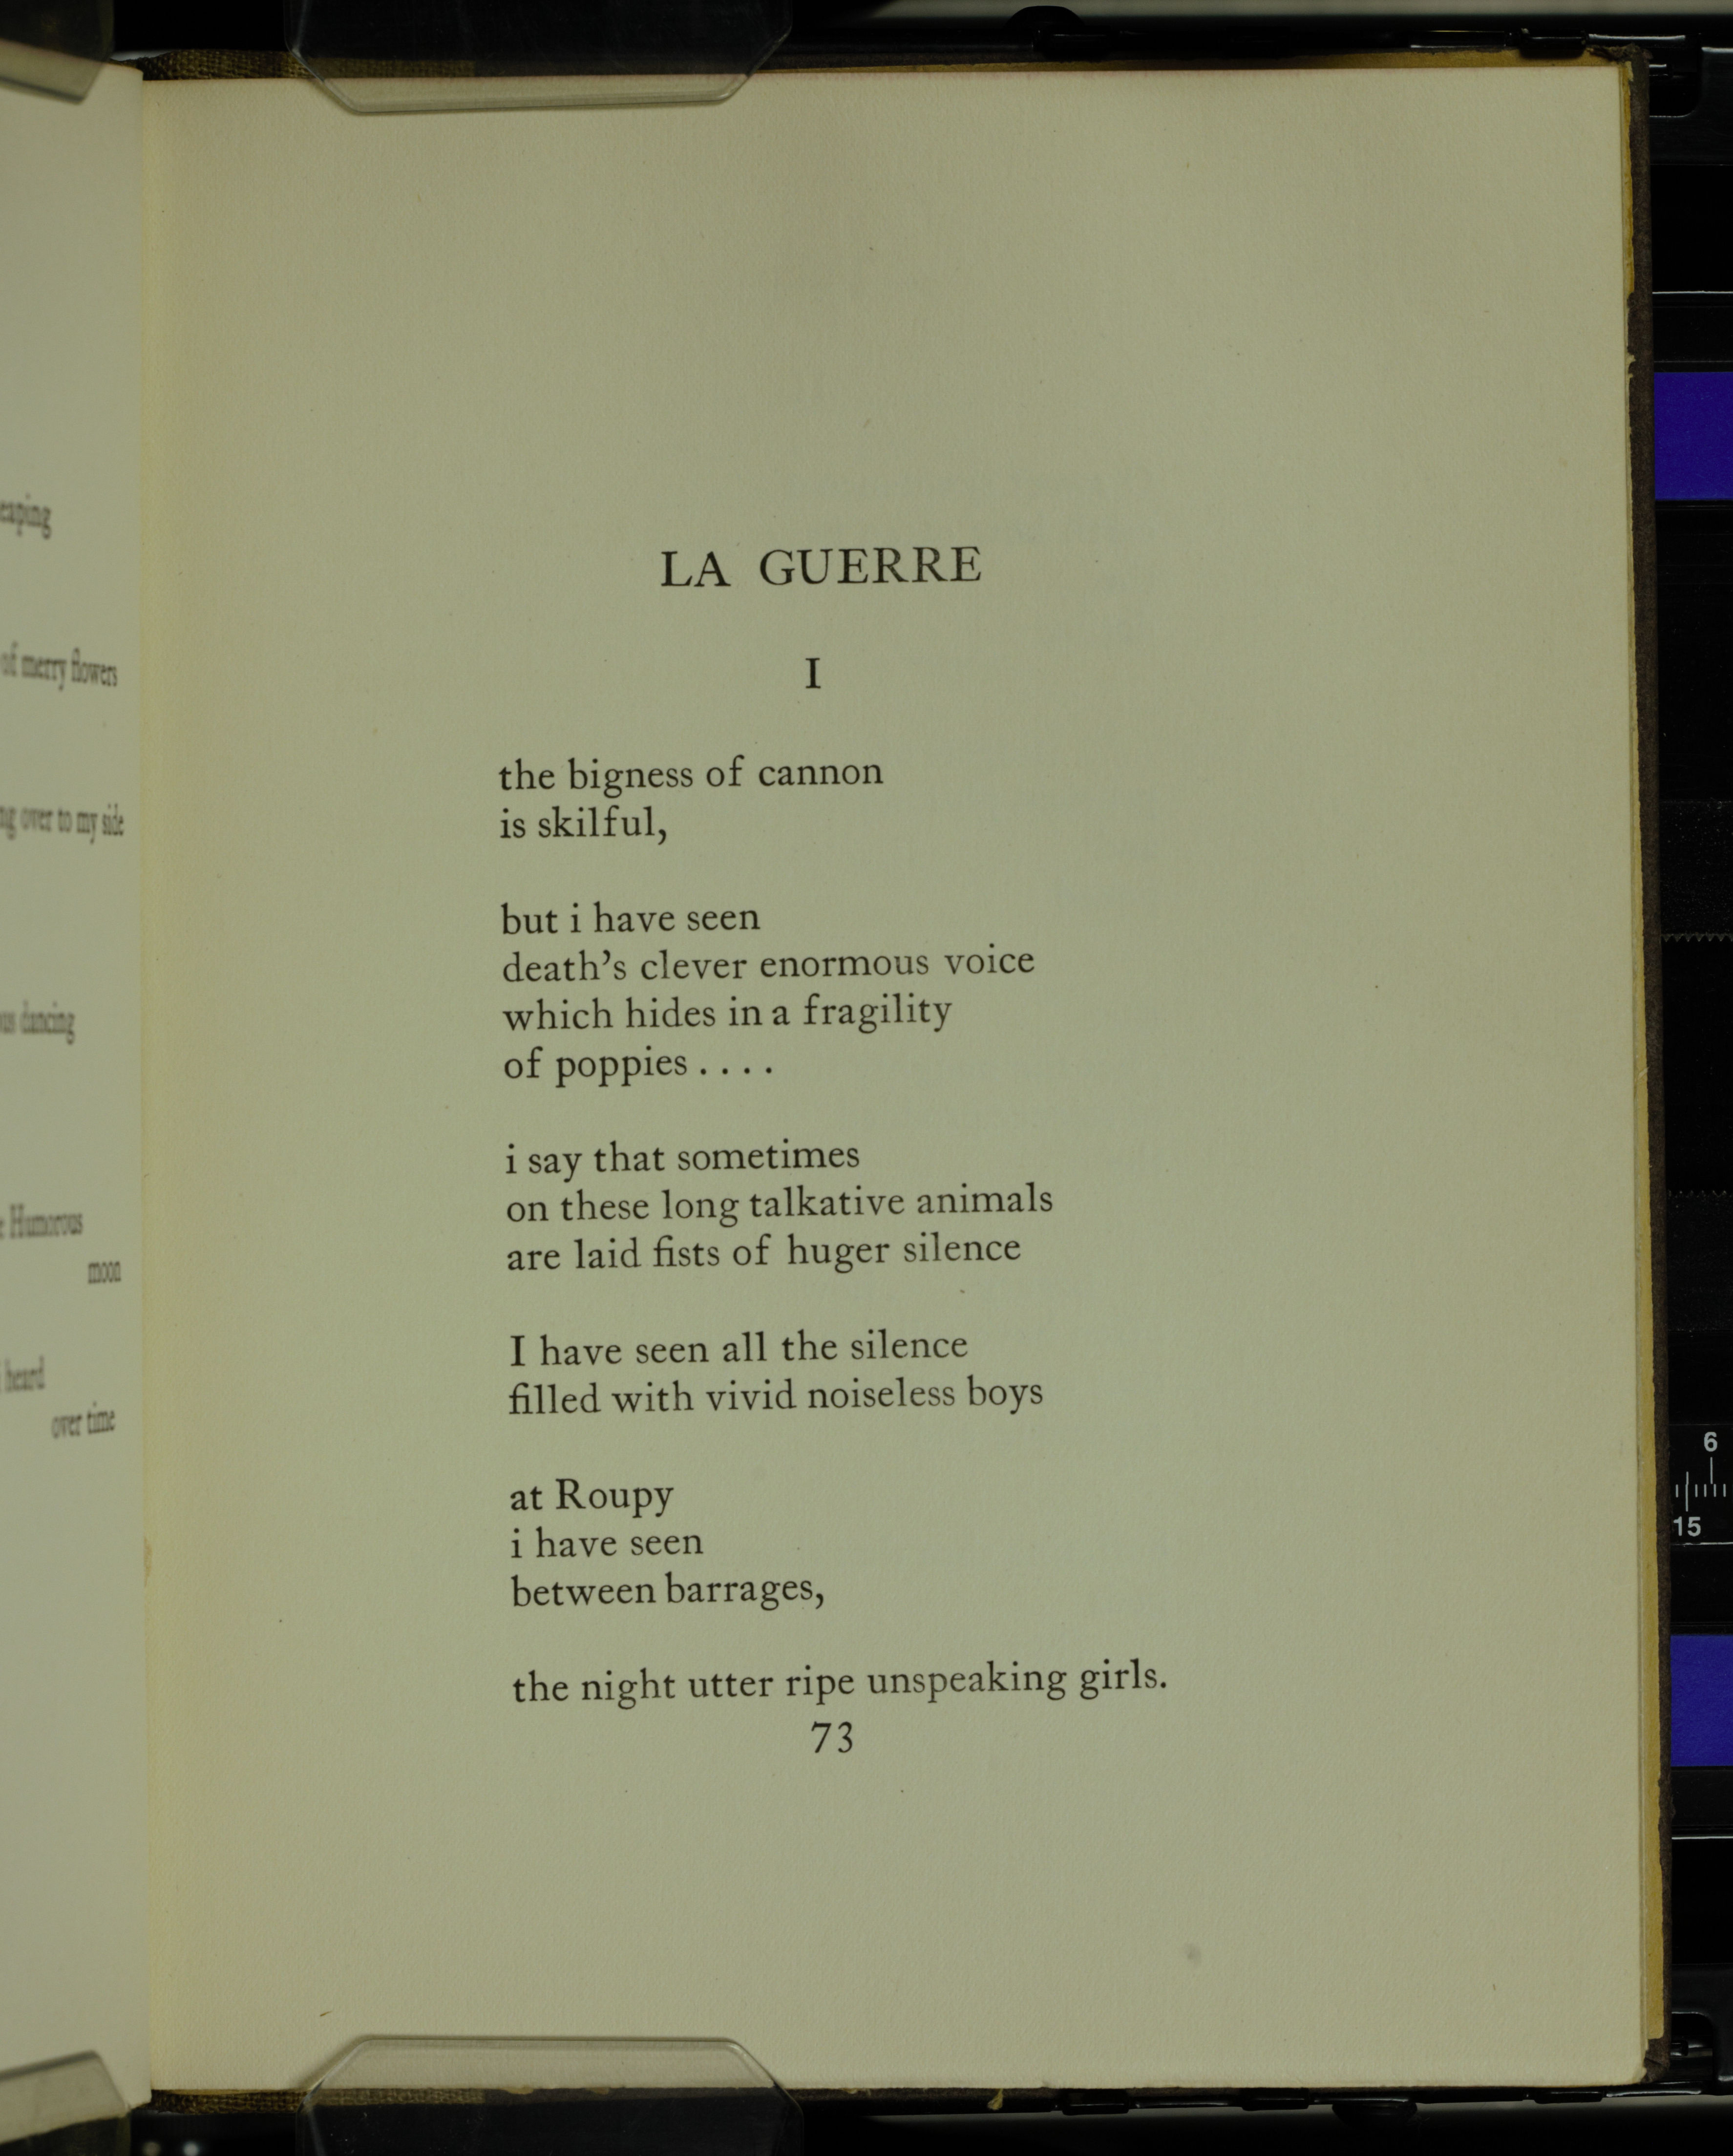 eaping
of merry flowers
ng over to my side
us dancing
Humorous
moon
heard
over time
LA GUERRE
I
the bigness of cannon
is skilful,
but i have seen
death's clever enormous voice
which hides in a fragility
of poppies . . . .
i say that sometimes
on these long talkative animals
are laid fists of huger silence
I have seen all the silence
filled with vivid noiseless boys
at Roupy
i have seen
between barrages,
the night utter ripe unspeaking girls.
73
6
15